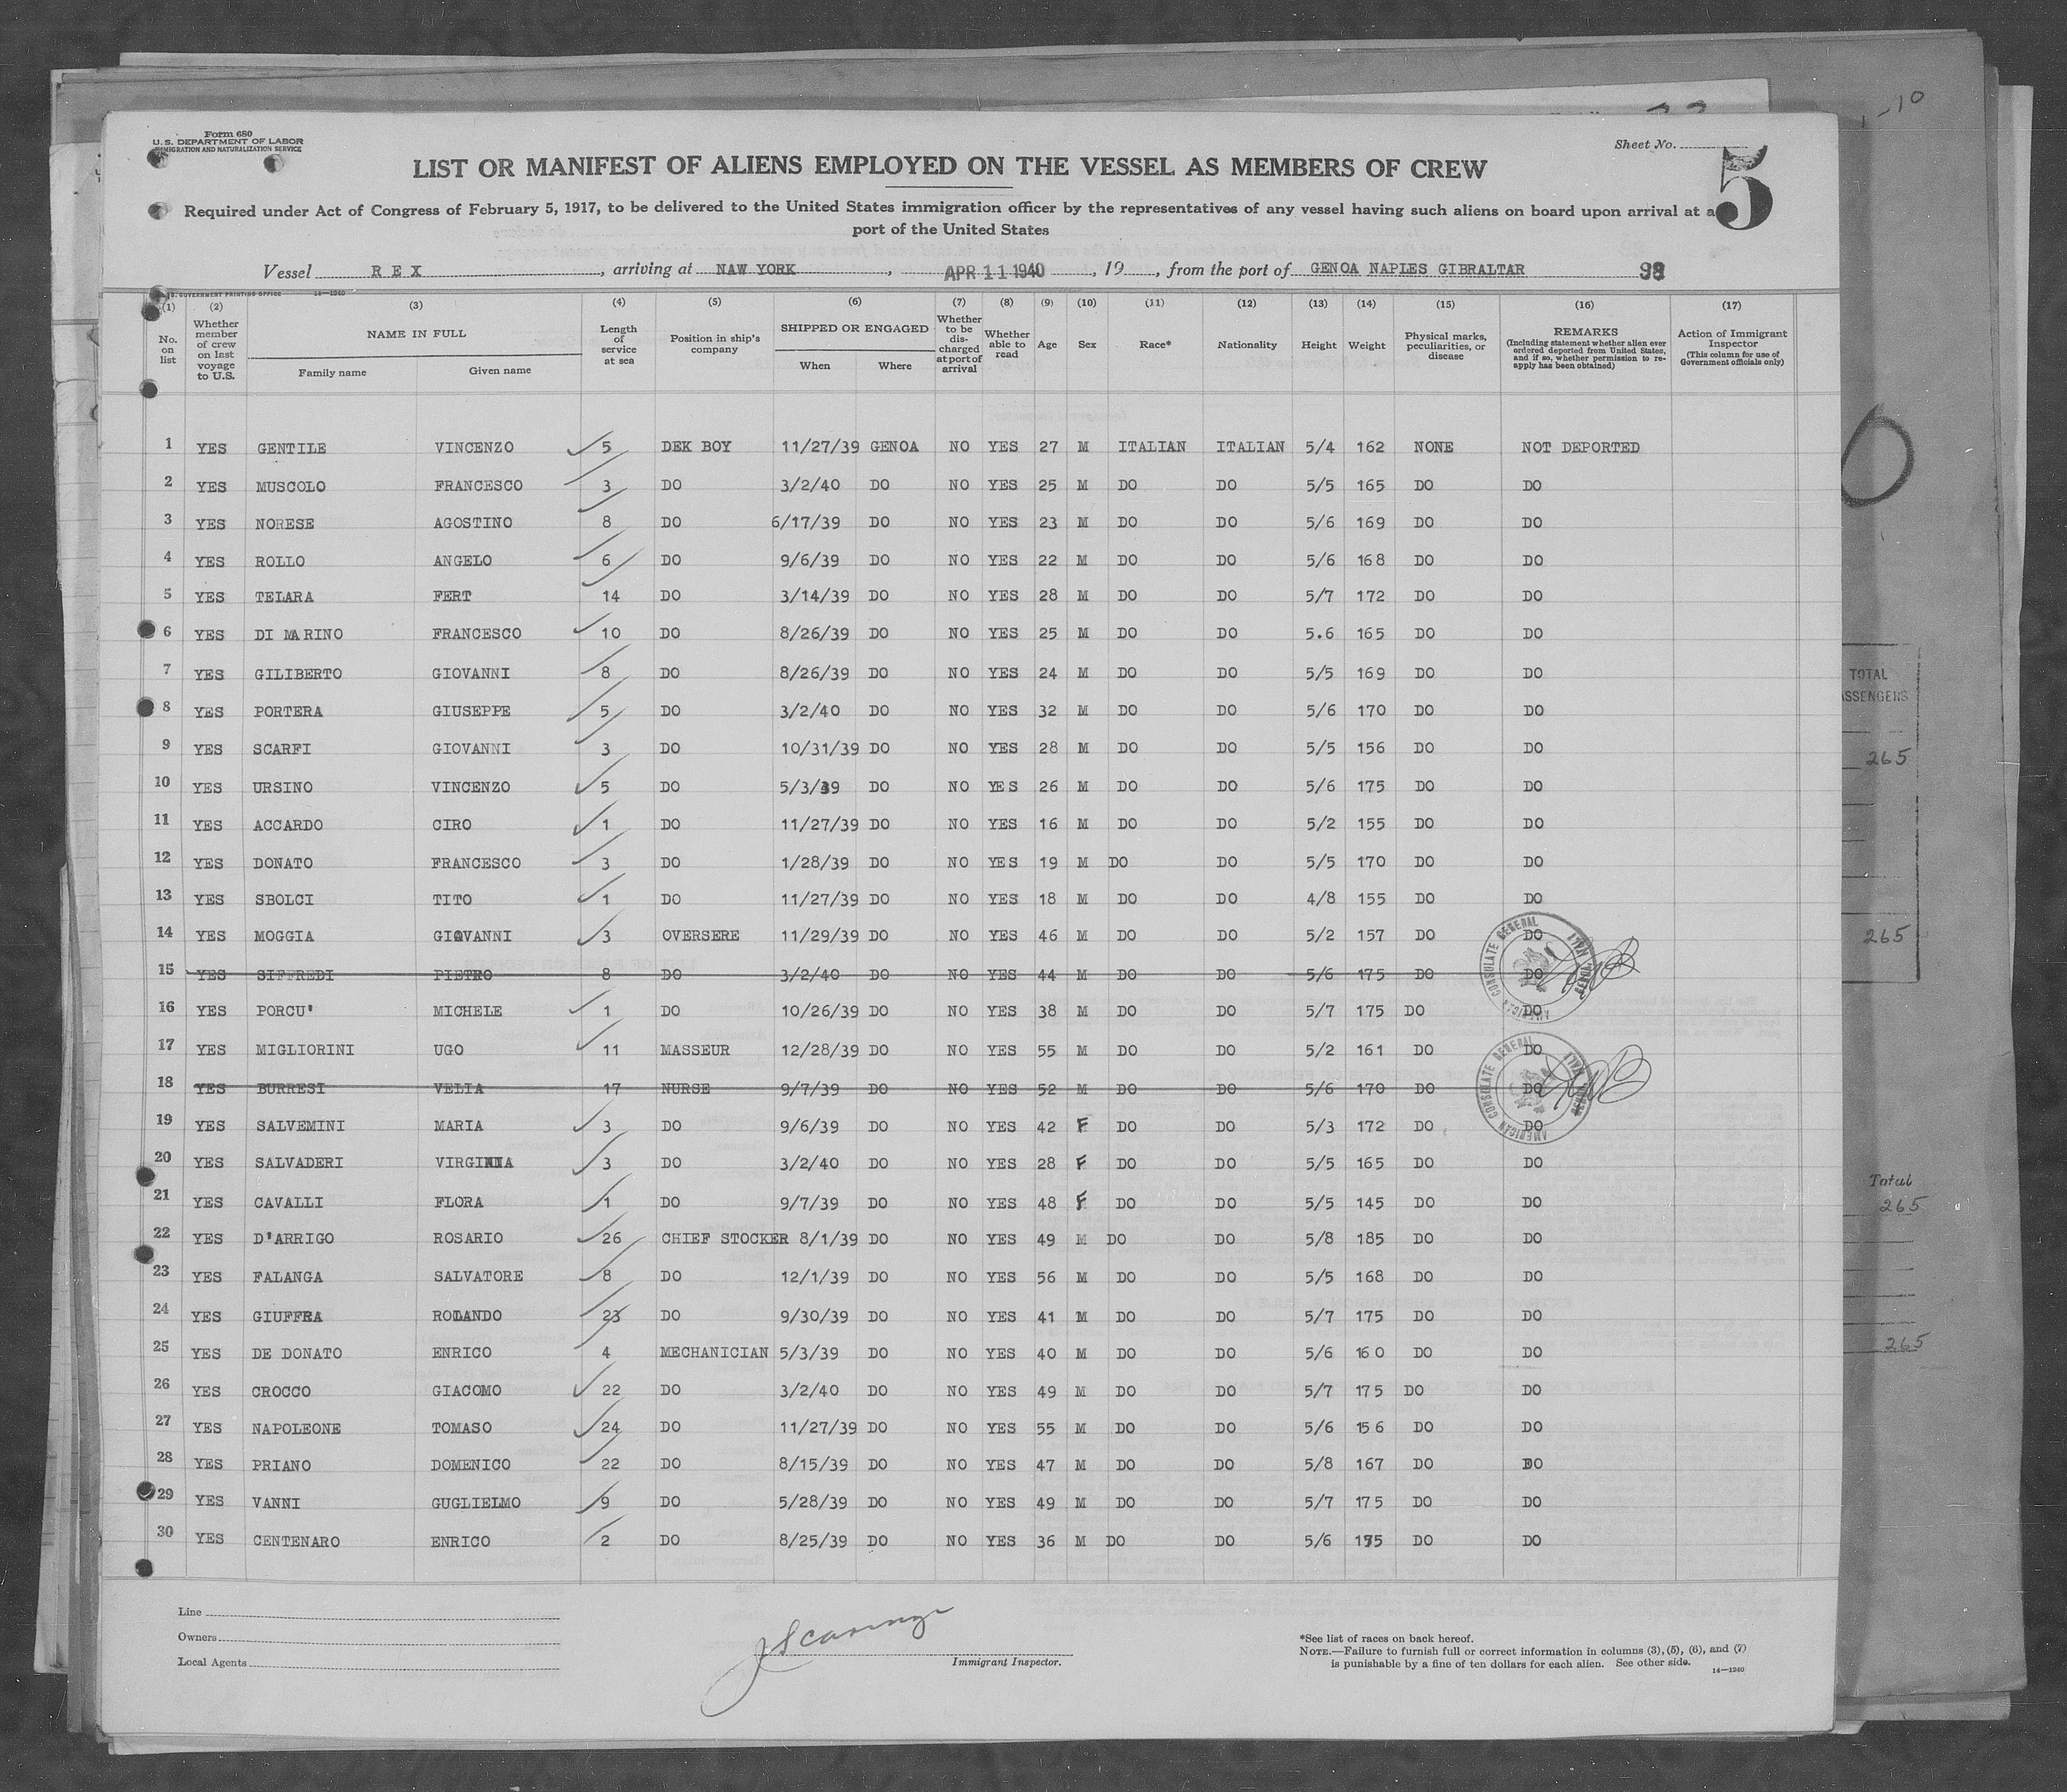 Form 680
U.S. DEPARTMENT OF LABOR
IMMIGRATION AND NATURALIZATION SERVICE
Sheet No.
5
LIST OR MANIFEST OF ALIENS EMPLOYED ON THE VESSEL AS MEMBERS OF CREW
Required under Act of Congress of February 5, 1917, to be delivered to the United States immigration officer by the representatives of any vessel having such aliens on board upon arrival at a
port of the United States
Vessel REX, arriving at NAW YORK, APR 11 1940, 19, from the port of GENOA NAPLES GIBRALTAR
U.S. GOVERNMENT PRINTING OFFICE 14—1240
(1) (2) (3) (4) (5) (6) (7) (8) (9) (10) (11) (12) (13) (14) (15) (16) (17)
No. on list
Whether member of crew on last voyage to U.S.
NAME IN FULL
Family name Given name
Length of service at sea
Position in ship's company
SHIPPED OR ENGAGED
When Where
Whether to be discharged at port of arrival
Whether able to read
Age Sex Race* Nationality Height Weight
Physical marks, peculiarities, or disease
REMARKS
(Including statement whether alien ever ordered deported from United States, and if so, whether permission to re-apply has been obtained)
Action of Immigrant Inspector
(This column for use of Government officials only)
1 YES GENTILE VINCENZO 5 DEK BOY 11/27/39 GENOA NO YES 27 M ITALIAN ITALIAN 5/4 162 NONE NOT DEPORTED
2 YES MUSCOLO FRANCESCO 3 DO 3/2/40 DO NO YES 25 M DO DO 5/5 165 DO DO
3 YES NORESE AGOSTINO 8 DO 6/17/39 DO NO YES 23 M DO DO 5/6 169 DO DO
4 YES ROLLO ANGELO 6 DO 9/6/39 DO NO YES 22 M DO DO 5/6 168 DO DO
5 YES TELARA FERT 14 DO 3/14/39 DO NO YES 28 M DO DO 5/7 172 DO DO
6 YES DI MARINO FRANCESCO 10 DO 8/26/39 DO NO YES 25 M DO DO 5.6 165 DO DO
7 YES GILIBERTO GIOVANNI 8 DO 8/26/39 DO NO YES 24 M DO DO 5/5 169 DO DO
8 YES PORTERA GIUSEPPE 5 DO 3/2/40 DO NO YES 32 M DO DO 5/6 170 DO DO
9 YES SCARFI GIOVANNI 3 DO 10/31/39 DO NO YES 28 M DO DO 5/5 156 DO DO
10 YES URSINO VINCENZO 5 DO 5/3/39 DO NO YES 26 M DO DO 5/6 175 DO DO
11 YES ACCARDO CIRO 1 DO 11/27/39 DO NO YES 16 M DO DO 5/2 155 DO DO
12 YES DONATO FRANCESCO 3 DO 1/28/39 DO NO YES 19 M DO DO 5/5 170 DO DO
13 YES SBOLCI TITO 1 DO 11/27/39 DO NO YES 18 M DO DO 4/8 155 DO DO
14 YES MOGGIA GIOVANNI 3 OVERSERE 11/29/39 DO NO YES 46 M DO DO 5/2 157 DO DO
15 YES SIFFREDI PIETRO 8 DO 3/2/40 DO NO YES 44 M DO DO 5/6 175 DO DO
16 YES PORCU' MICHELE 1 DO 10/26/39 DO NO YES 38 M DO DO 5/7 175 DO DO
17 YES MIGLIORINI UGO 11 MASSEUR 12/28/39 DO NO YES 55 M DO DO 5/2 161 DO DO
18 YES BURRESI VELIA 17 NURSE 9/7/39 DO NO YES 52 M DO DO 5/6 170 DO DO
19 YES SALVEMINI MARIA 3 DO 9/6/39 DO NO YES 42 F DO DO 5/3 172 DO DO
20 YES SALVADERI VIRGINIA 3 DO 3/2/40 DO NO YES 28 F DO DO 5/5 165 DO DO
21 YES CAVALLI FLORA 1 DO 9/7/39 DO NO YES 48 F DO DO 5/5 145 DO DO
22 YES D'ARRIGO ROSARIO 26 CHIEF STOCKER 8/1/39 DO NO YES 49 M DO DO 5/8 185 DO DO
23 YES FALANGA SALVATORE 8 DO 12/1/39 DO NO YES 56 M DO DO 5/5 168 DO DO
24 YES GIUFFRA ROLANDO 23 DO 9/30/39 DO NO YES 41 M DO DO 5/7 175 DO DO
25 YES DE DONATO ENRICO 4 MECHANICIAN 5/3/39 DO NO YES 40 M DO DO 5/6 160 DO DO
26 YES CROCCO GIACOMO 22 DO 3/2/40 DO NO YES 49 M DO DO 5/7 175 DO DO
27 YES NAPOLEONE TOMASO 24 DO 11/27/39 DO NO YES 55 M DO DO 5/6 156 DO DO
28 YES PRIANO DOMENICO 22 DO 8/15/39 DO NO YES 47 M DO DO 5/8 167 DO DO
29 YES VANNI GUGLIELMO 9 DO 5/28/39 DO NO YES 49 M DO DO 5/7 175 DO DO
30 YES CENTENARO ENRICO 2 DO 8/25/39 DO NO YES 36 M DO DO 5/6 175 DO DO
AMERICAN CONSULATE GENERAL
AMERICAN CONSULATE GENERAL
Line
Owners
Local Agents
Immigrant Inspector.
*See list of races on back hereof.
NOTE.—Failure to furnish full or correct information in columns (3), (5), (6), and (7)
is punishable by a fine of ten dollars for each alien. See other side.
14—1240
TOTAL
265
265
Total
265
265